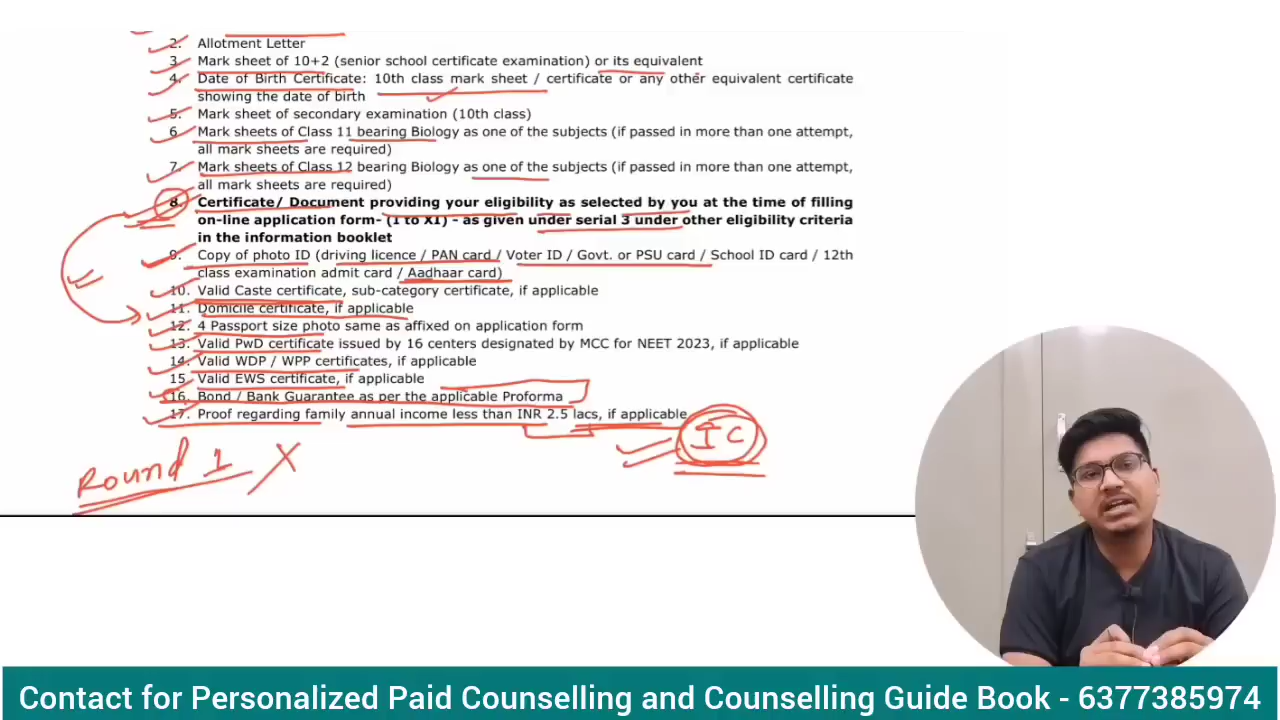 2. Allotment Letter
3. Mark sheet of 10+2 (senior school certificate examination) or its equivalent
4. Date of Birth Certificate: 10th class mark sheet / certificate or any other equivalent certificate
showing the date of birth
5. Mark sheet of secondary examination (10th class)
6. Mark sheets of Class 11 bearing Biology as one of the subjects (if passed in more than one attempt,
all mark sheets are required)
7. Mark sheets of Class 12 bearing Biology as one of the subjects (if passed in more than one attempt,
all mark sheets are required)
8. Certificate/ Document providing your eligibility as selected by you at the time of filling
on-line application form- (I to XI) - as given under serial 3 under other eligibility criteria
in the information booklet
9. Copy of photo ID (driving licence / PAN card / Voter ID / Govt. or PSU card / School ID card / 12th
class examination admit card / Aadhaar card)
10. Valid Caste certificate, sub-category certificate, if applicable
11. Domicile certificate, if applicable
12. 4 Passport size photo same as affixed on application form
13. Valid PwD certificate issued by 16 centers designated by MCC for NEET 2023, if applicable
14. Valid WDP / WPP certificates, if applicable
15 Valid EWS certificate, if applicable
16. Bond / Bank Guarantee as per the applicable Proforma
17. Proof regarding family annual income less than INR 2.5 lacs, if applicable
IC
Round 1 X
Contact for Personalized Paid Counselling and Counselling Guide Book - 6377385974